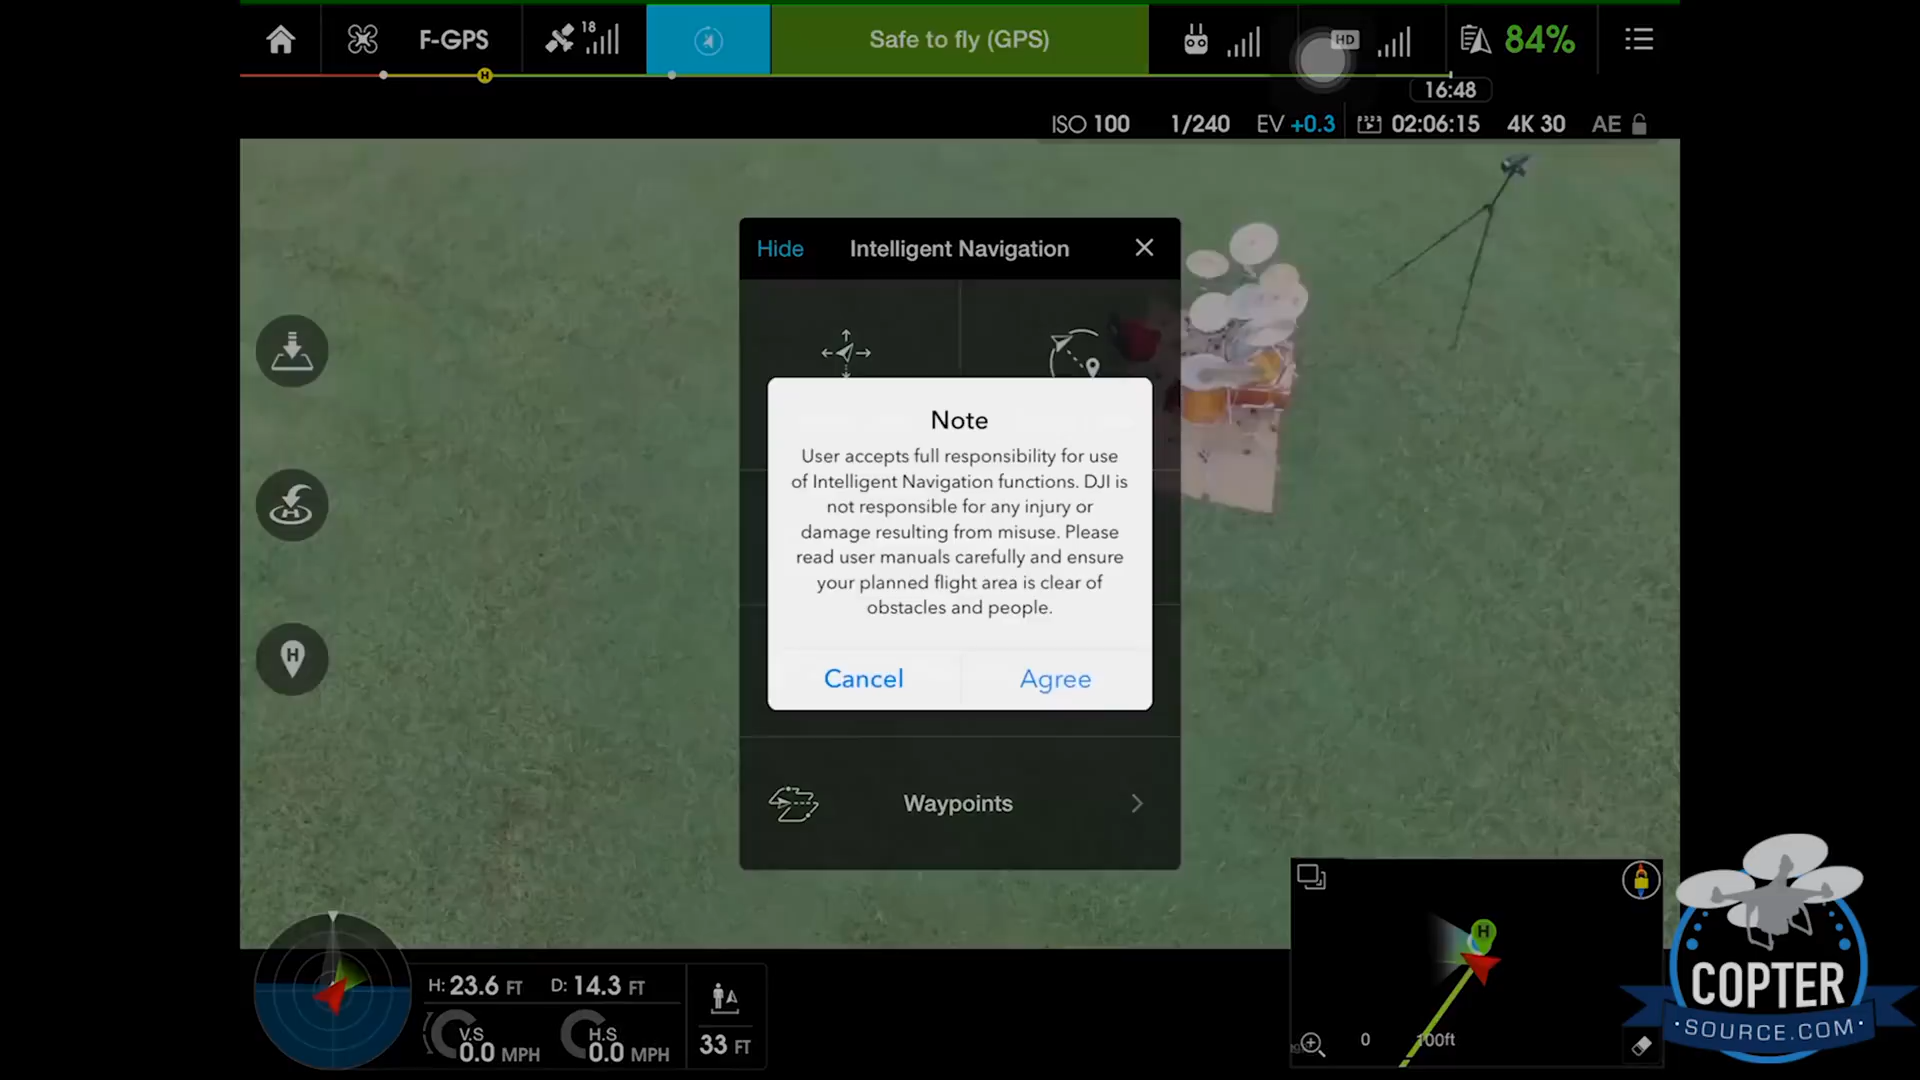 F-GPS
18
Safe to fly (GPS)
HD
84%
16:48
ISO 100
1/240
EV +0.3
02:06:15
4K 30
AE
Hide
Intelligent Navigation
Note
User accepts full responsibility for use
of Intelligent Navigation functions. DJI is
not responsible for any injury or
damage resulting from misuse. Please
read user manuals carefully and ensure
your planned flight area is clear of
obstacles and people.
Cancel
Agree
Waypoints
H
H
H: 23.6 FT
D: 14.3 FT
V.S
0.0 MPH
H.S
0.0 MPH
33 FT
H
0
100ft
COPTER
SOURCE.COM